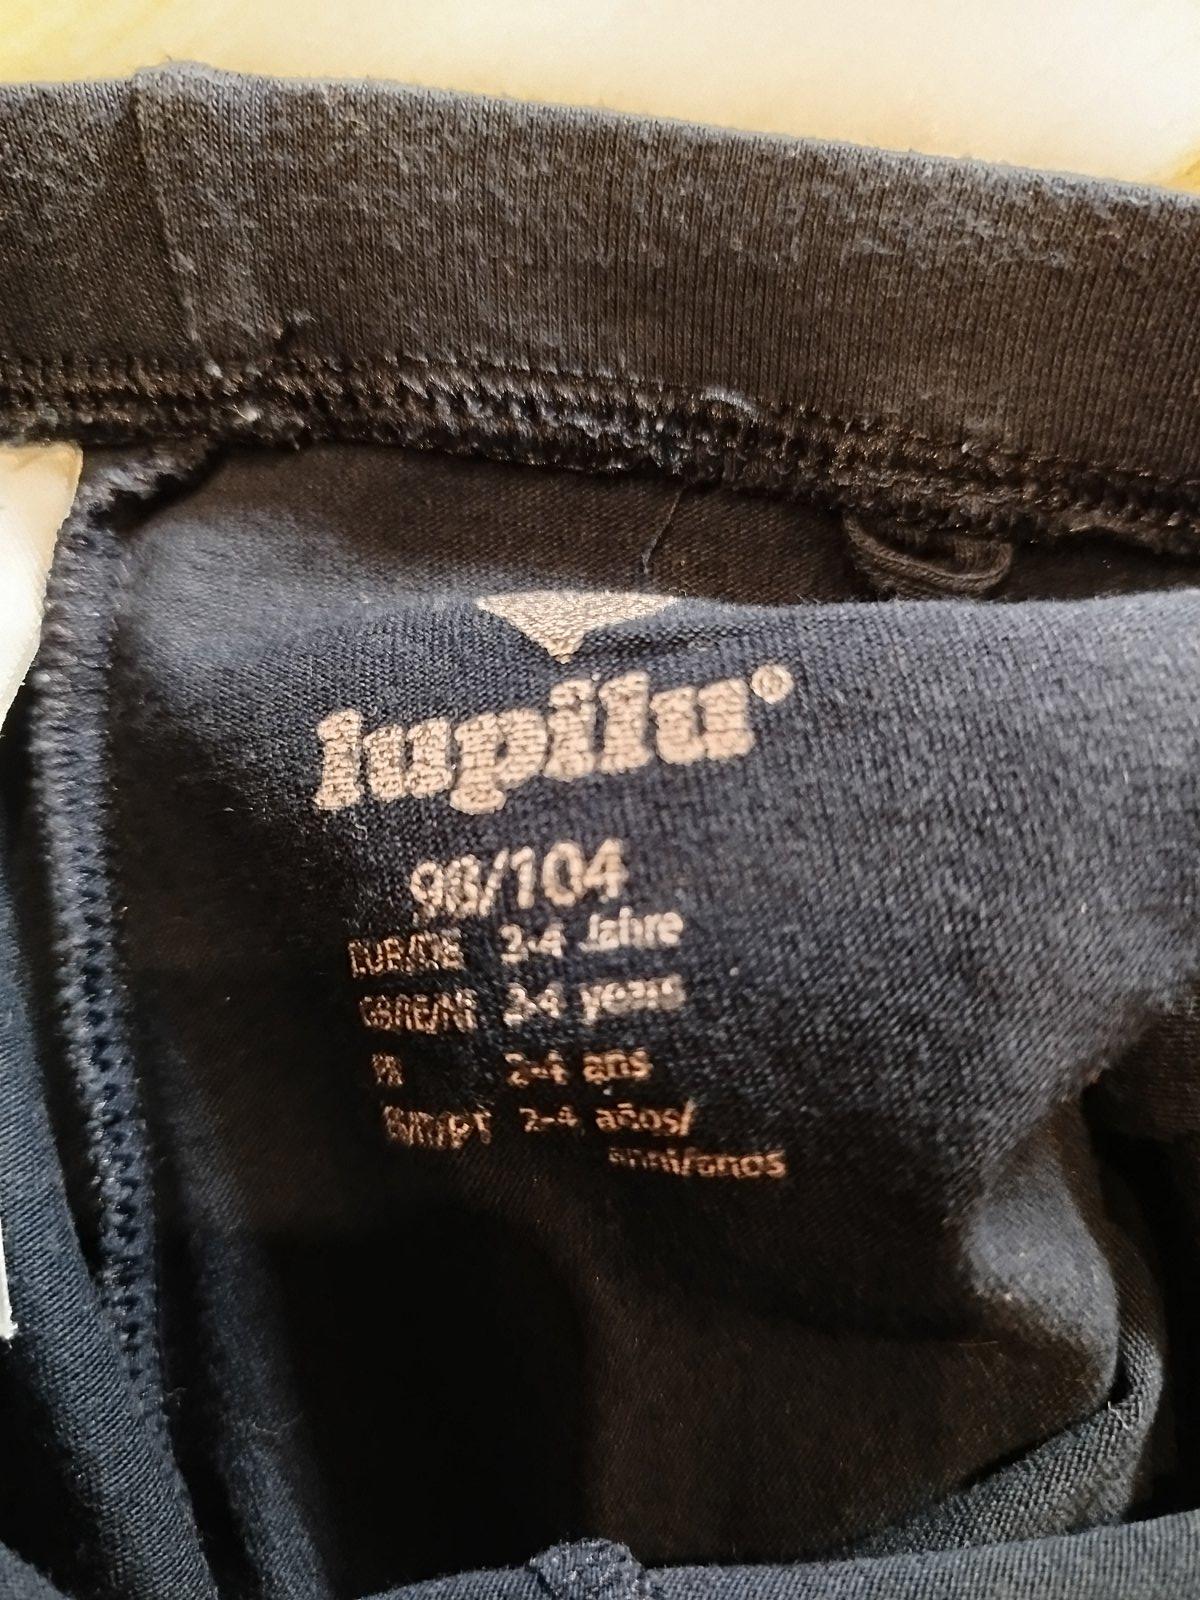 lupilu®
98/104
EUR/DE 2-4 Jahre
GB/IE/NI 2-4 years
FR 2-4 ans
2-4 años/
anni/anos